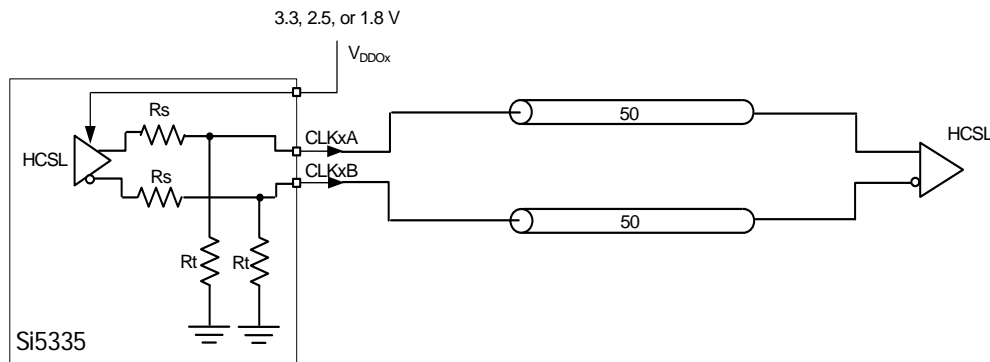 3.3, 2.5, or 1.8 V
VDDOx
Rs
CLKxA
50
HCSL
HCSL
Rs
CLKxB
50
Rt
Rt
Si5335